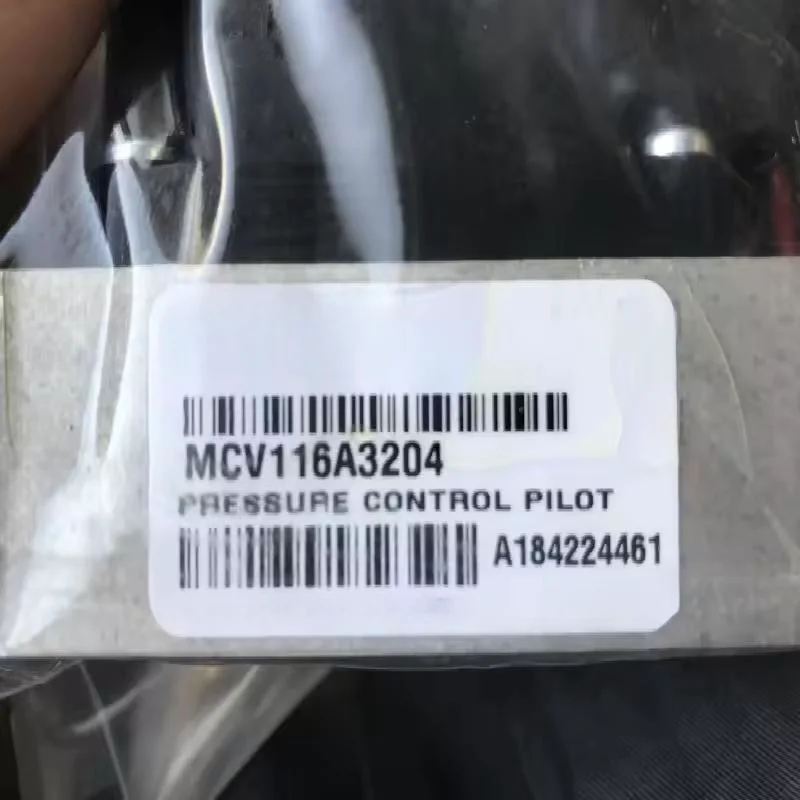 MCV116A3204
PRESSURE CONTROL PILOT
A184224461